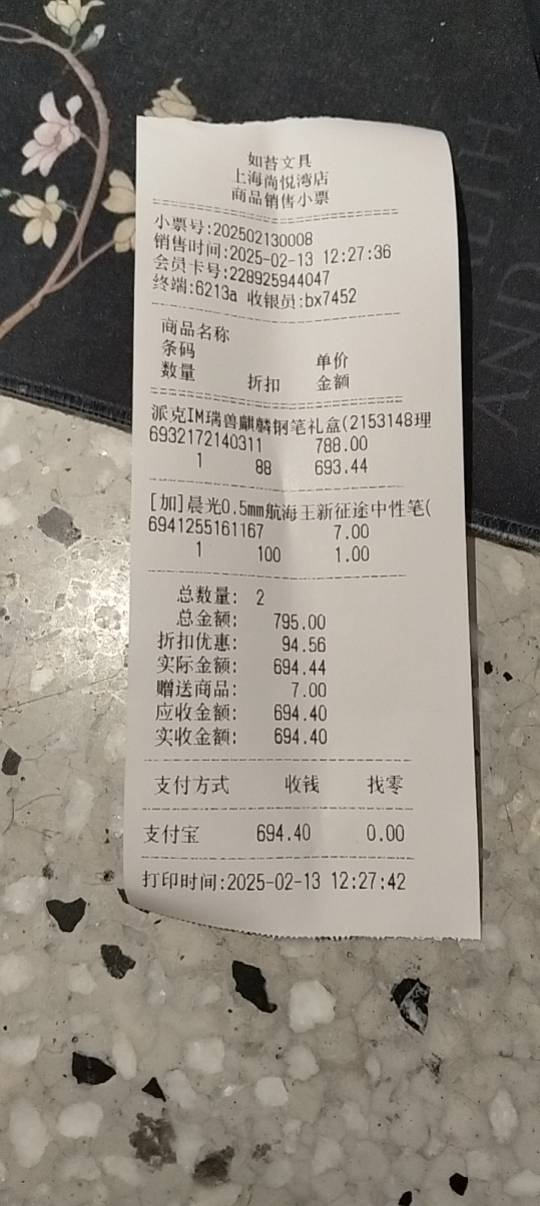 如苔文具
上海尚悦湾店
商品销售小票
小票号:202502130008
销售时间:2025-02-13 12:27:36
会员卡号:228925944047
终端:6213a 收银员:bx7452
商品名称
条码 单价
数量 折扣 金额
派克IM瑞兽麒麟钢笔礼盒(2153148理
6932172140311 788.00
1 88 693.44
[加]晨光0.5mm航海王新征途中性笔(
6941255161167 7.00
1 100 1.00
总数量: 2
总金额: 795.00
折扣优惠: 94.56
实际金额: 694.44
赠送商品: 7.00
应收金额: 694.40
实收金额: 694.40
支付方式 收钱 找零
支付宝 694.40 0.00
打印时间:2025-02-13 12:27:42